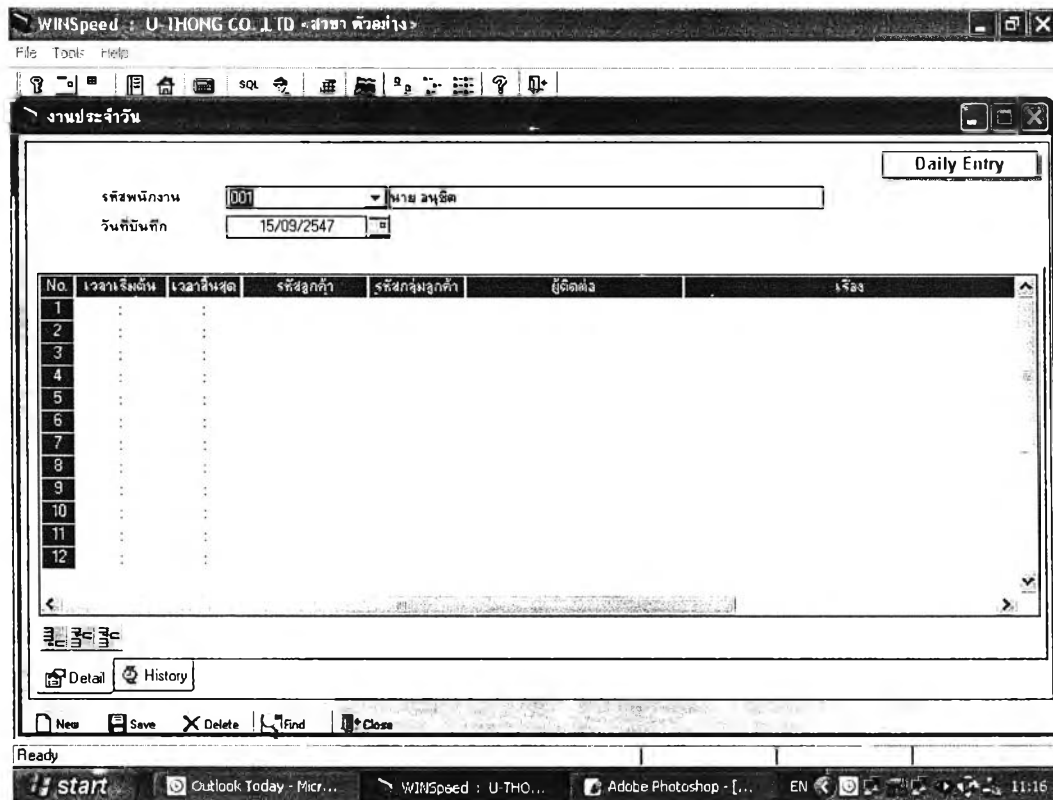 WINSpeed : U-THONG CO.,LTD <สาขา ตัวอย่าง>
File Tools Help
SQL
งานประจำวัน
Daily Entry
รหัสพนักงาน 001 นาย อนุชิต
วันที่บันทึก 15/09/2547
No. เวลาเริ่มต้น เวลาสิ้นสุด รหัสลูกค้า รหัสกลุ่มลูกค้า ผู้ติดต่อ เรื่อง
1 : :
2 : :
3 : :
4 : :
5 : :
6 : :
7 : :
8 : :
9 : :
10 : :
11 : :
12 : :
Detail History
New Save Delete Find Close
Ready
start Outlook Today - Micr... WINSpeed : U-THO... Adobe Photoshop - [... EN 11:16